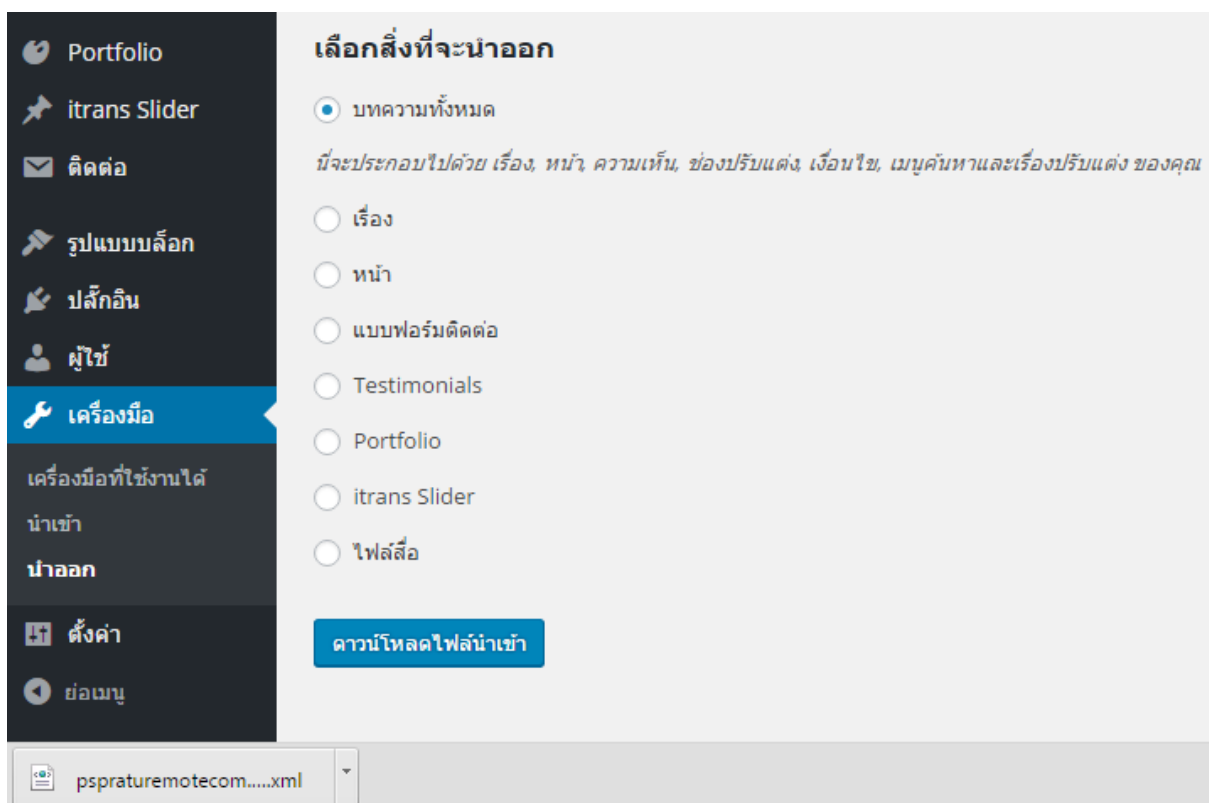 Portfolio
itrans Slider
ติดต่อ
รูปแบบบล็อก
ปลั๊กอิน
ผู้ใช้
เครื่องมือ
เครื่องมือที่ใช้งานได้
นำเข้า
นำออก
ตั้งค่า
ย่อเมนู
เลือกสิ่งที่จะนำออก
บทความทั้งหมด
นี่จะประกอบไปด้วย เรื่อง, หน้า, ความเห็น, ช่องปรับแต่ง, เงื่อนไข, เมนูค้นหาและเรื่องปรับแต่ง ของคุณ
เรื่อง
หน้า
แบบฟอร์มติดต่อ
Testimonials
Portfolio
itrans Slider
ไฟล์สื่อ
ดาวน์โหลดไฟล์นำเข้า
pspraturemotecom.....xml